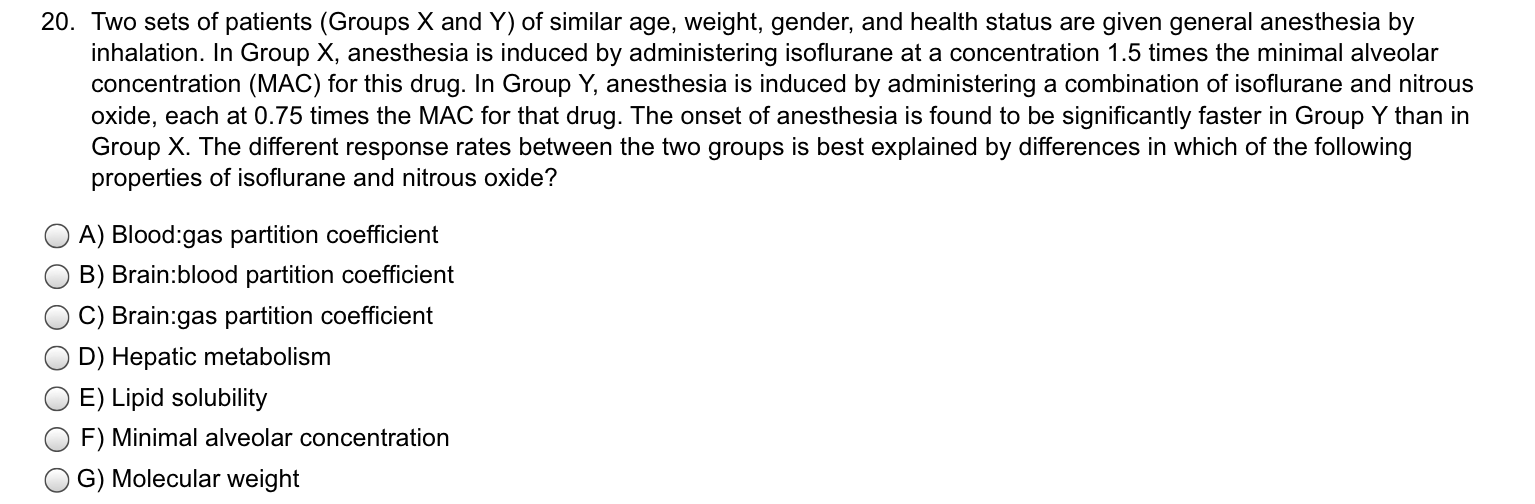 20. Two sets of patients (Groups X and Y) of similar age, weight, gender, and health status are given general anesthesia by
inhalation. In Group X, anesthesia is induced by administering isoflurane at a concentration 1.5 times the minimal alveolar
concentration (MAC) for this drug. In Group Y, anesthesia is induced by administering a combination of isoflurane and nitrous
oxide, each at 0.75 times the MAC for that drug. The onset of anesthesia is found to be significantly faster in Group Y than in
Group X. The different response rates between the two groups is best explained by differences in which of the following
properties of isoflurane and nitrous oxide?
A) Blood:gas partition coefficient
B) Brain:blood partition coefficient
C) Brain:gas partition coefficient
D) Hepatic metabolism
E) Lipid solubility
F) Minimal alveolar concentration
G) Molecular weight